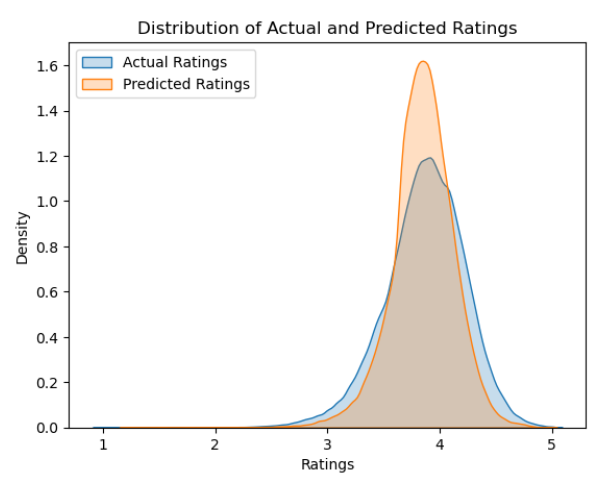 Distribution of Actual and Predicted Ratings
Actual Ratings
Predicted Ratings
Density
1.6
1.4
1.2
1.0
0.8
0.6
0.4
0.2
0.0
1 2 3 4 5
Ratings